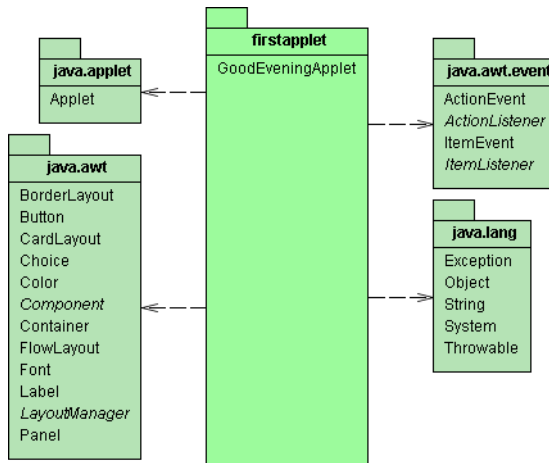 firstapplet
GoodEveningApplet
java.applet
Applet
java.awt
BorderLayout
Button
CardLayout
Choice
Color
Component
Container
FlowLayout
Font
Label
LayoutManager
Panel
java.awt.event
ActionEvent
ActionListener
ItemEvent
ItemListener
java.lang
Exception
Object
String
System
Throwable